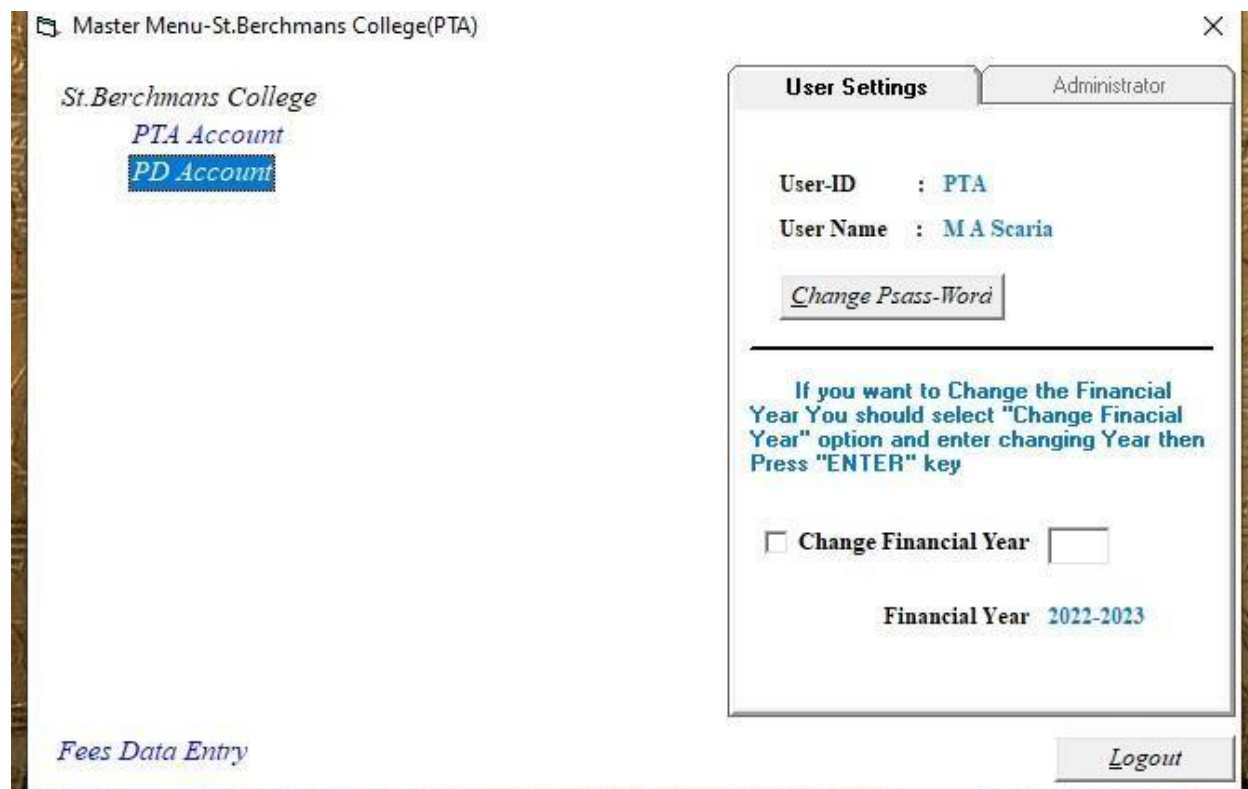 Master Menu-St.Berchmans College(PTA)
St.Berchmans College
PTA Account
PD Account
User Settings
Administrator
User-ID : PTA
User Name : M A Scaria
Change Psass-Word
If you want to Change the Financial
Year You should select "Change Finacial
Year" option and enter changing Year then
Press "ENTER" key
Change Financial Year
Financial Year 2022-2023
Fees Data Entry
Logout